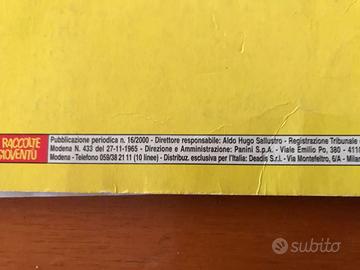 RACCOLTE
GIOVENTÙ
Pubblicazione periodica n. 16/2000 - Direttore responsabile: Aldo Hugo Sallustro - Registrazione Tribunale
Modena N. 433 del 27-11-1965 - Direzione e Amministrazione: Panini S.p.A. - Viale Emilio Po, 380 - 4110
Modena - Telefono 059/38 21 11 (10 linee) - Distribuz. esclusiva per l'Italia: Deadis S.r.l. - Via Montefeltro, 6/A - Milan
subito